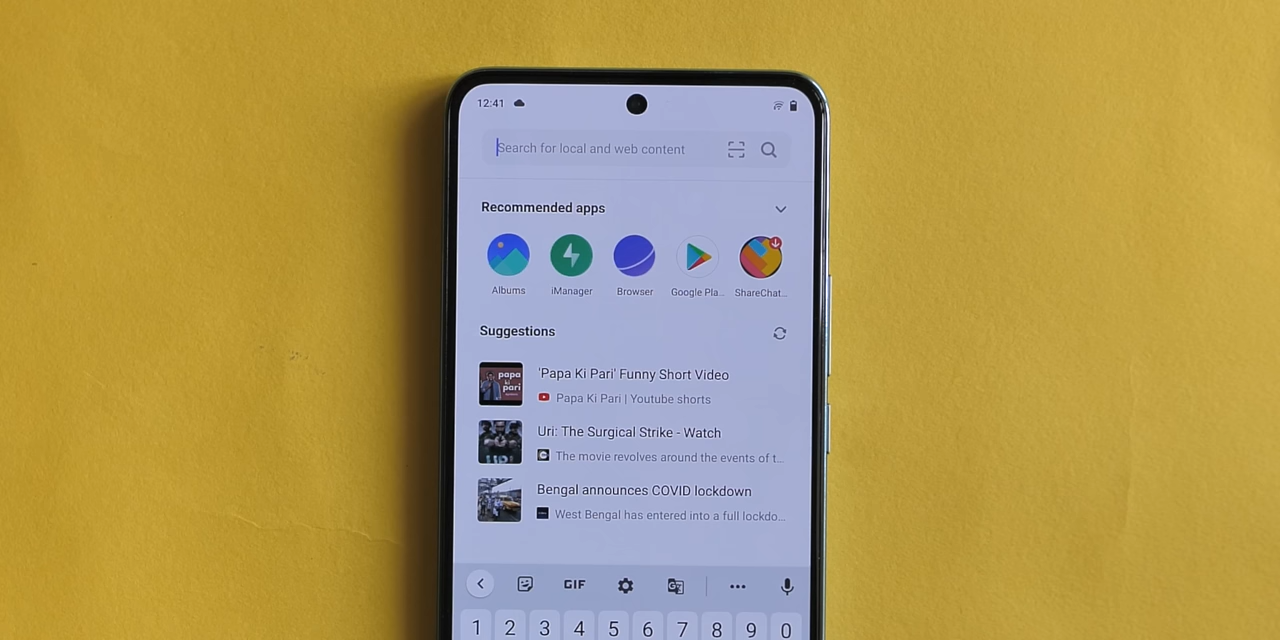 12:41
Search for local and web content
Recommended apps
Albums iManager Browser Google Pla... ShareChat...
Suggestions
papa ki pari
'Papa Ki Pari' Funny Short Video
Papa Ki Pari | Youtube shorts
Uri: The Surgical Strike - Watch
The movie revolves around the events of t...
Bengal announces COVID lockdown
West Bengal has entered into a full lockdo...
GIF
1 2 3 4 5 6 7 8 9 0